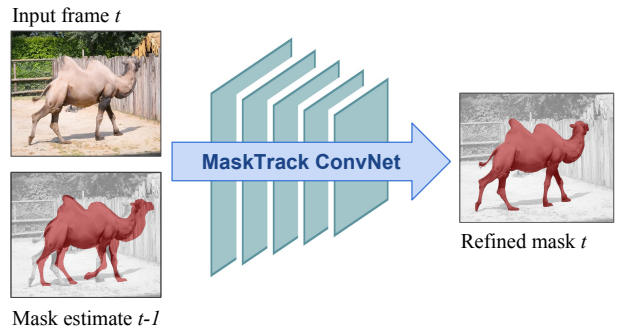 Input frame t
MaskTrack ConvNet
Refined mask t
Mask estimate t-1